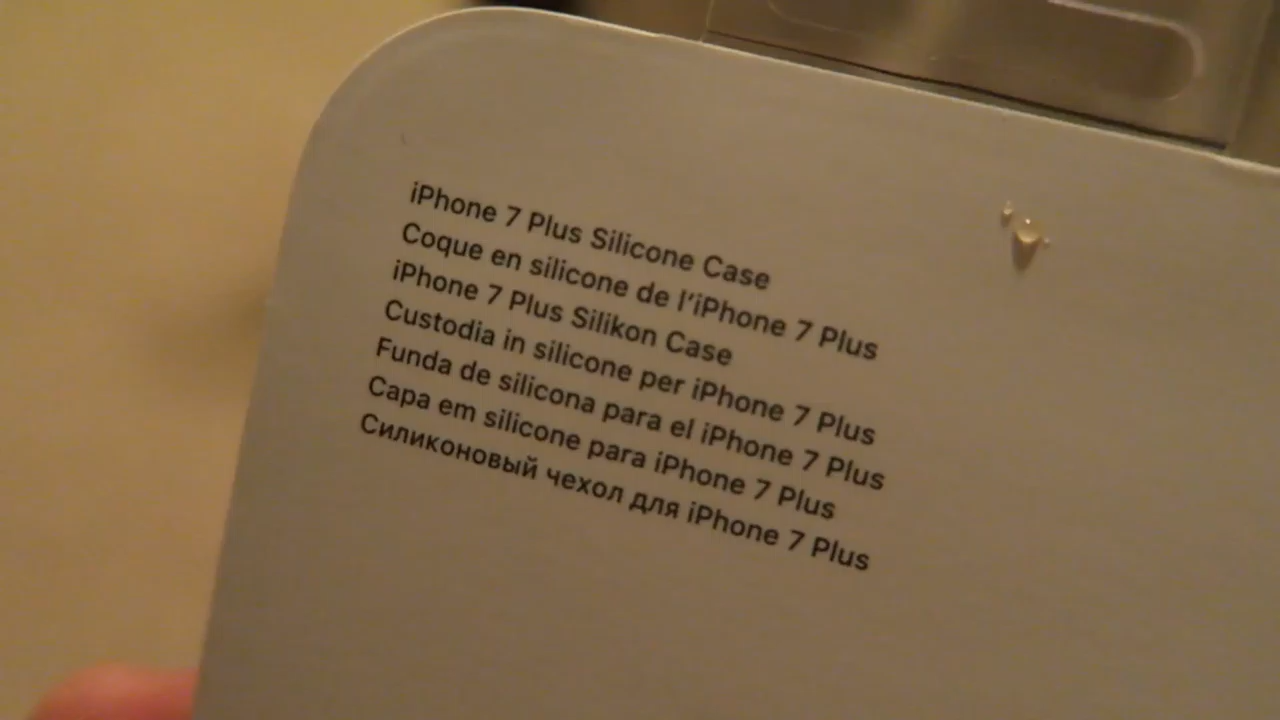 iPhone 7 Plus Silicone Case
Coque en silicone de l’iPhone 7 Plus
iPhone 7 Plus Silikon Case
Custodia in silicone per iPhone 7 Plus
Funda de silicona para el iPhone 7 Plus
Capa em silicone para iPhone 7 Plus
Силиконовый чехол для iPhone 7 Plus